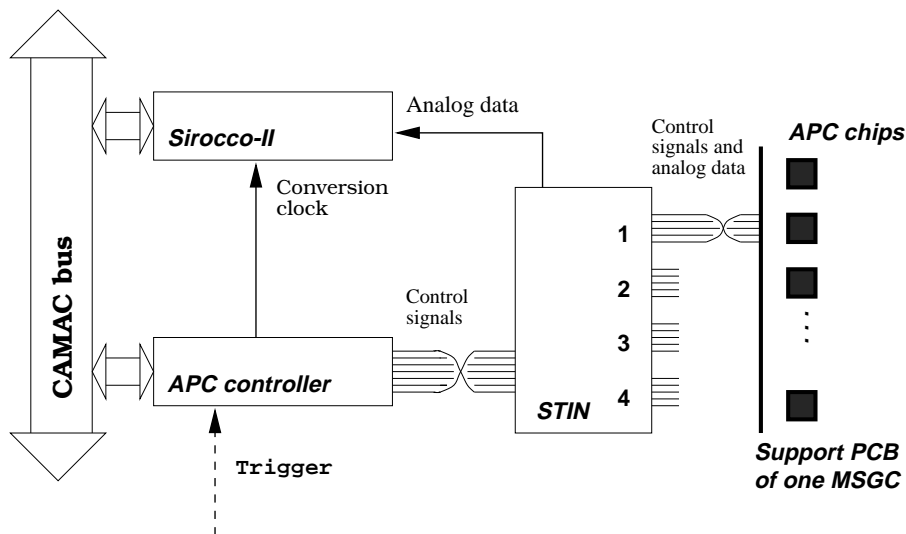 CAMAC bus
Sirocco-II
Analog data
Conversion
clock
APC controller
Control
signals
Trigger
STIN
1
2
3
4
Control
signals and
analog data
APC chips
Support PCB
of one MSGC